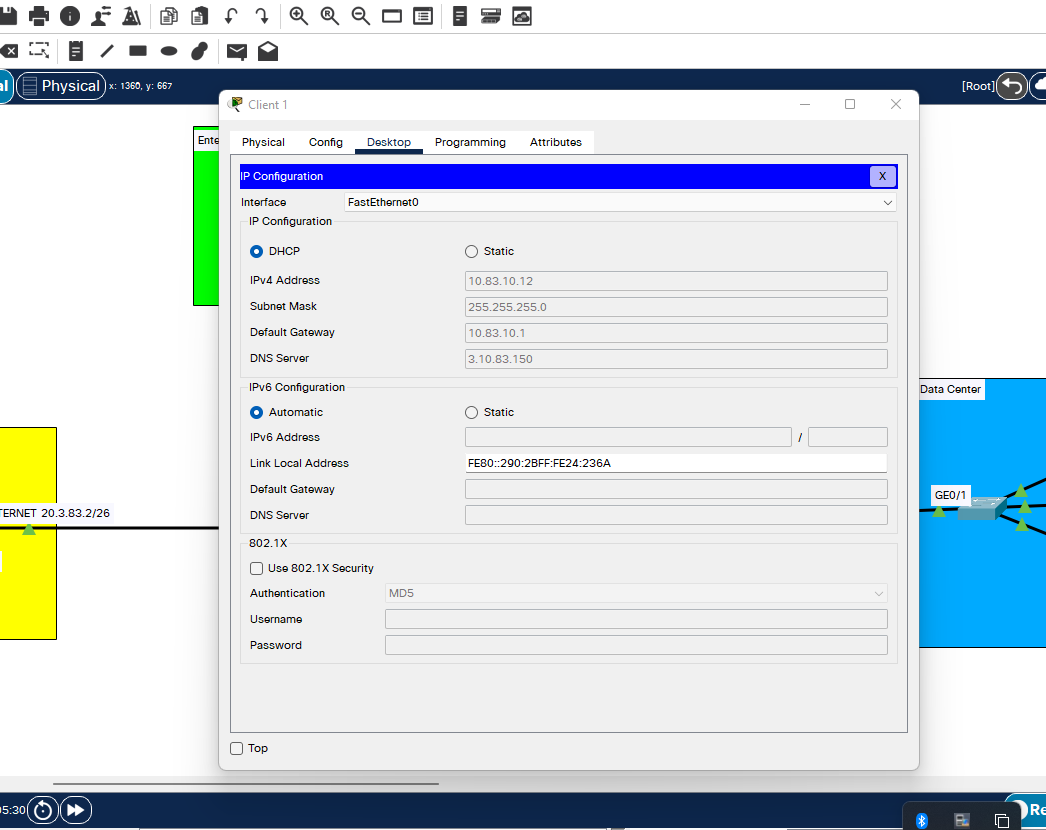 Physical x: 1360, y: 667
[Root]
Client 1
Physical Config Desktop Programming Attributes
IP Configuration X
Interface FastEthernet0
IP Configuration
DHCP Static
IPv4 Address 10.83.10.12
Subnet Mask 255.255.255.0
Default Gateway 10.83.10.1
DNS Server 3.10.83.150
IPv6 Configuration
Automatic Static
IPv6 Address /
Link Local Address FE80::290:2BFF:FE24:236A
Default Gateway
DNS Server
802.1X
Use 802.1X Security
Authentication MD5
Username
Password
Top
Ente
TERNET 20.3.83.2/26
Data Center
GE0/1
05:30
Re